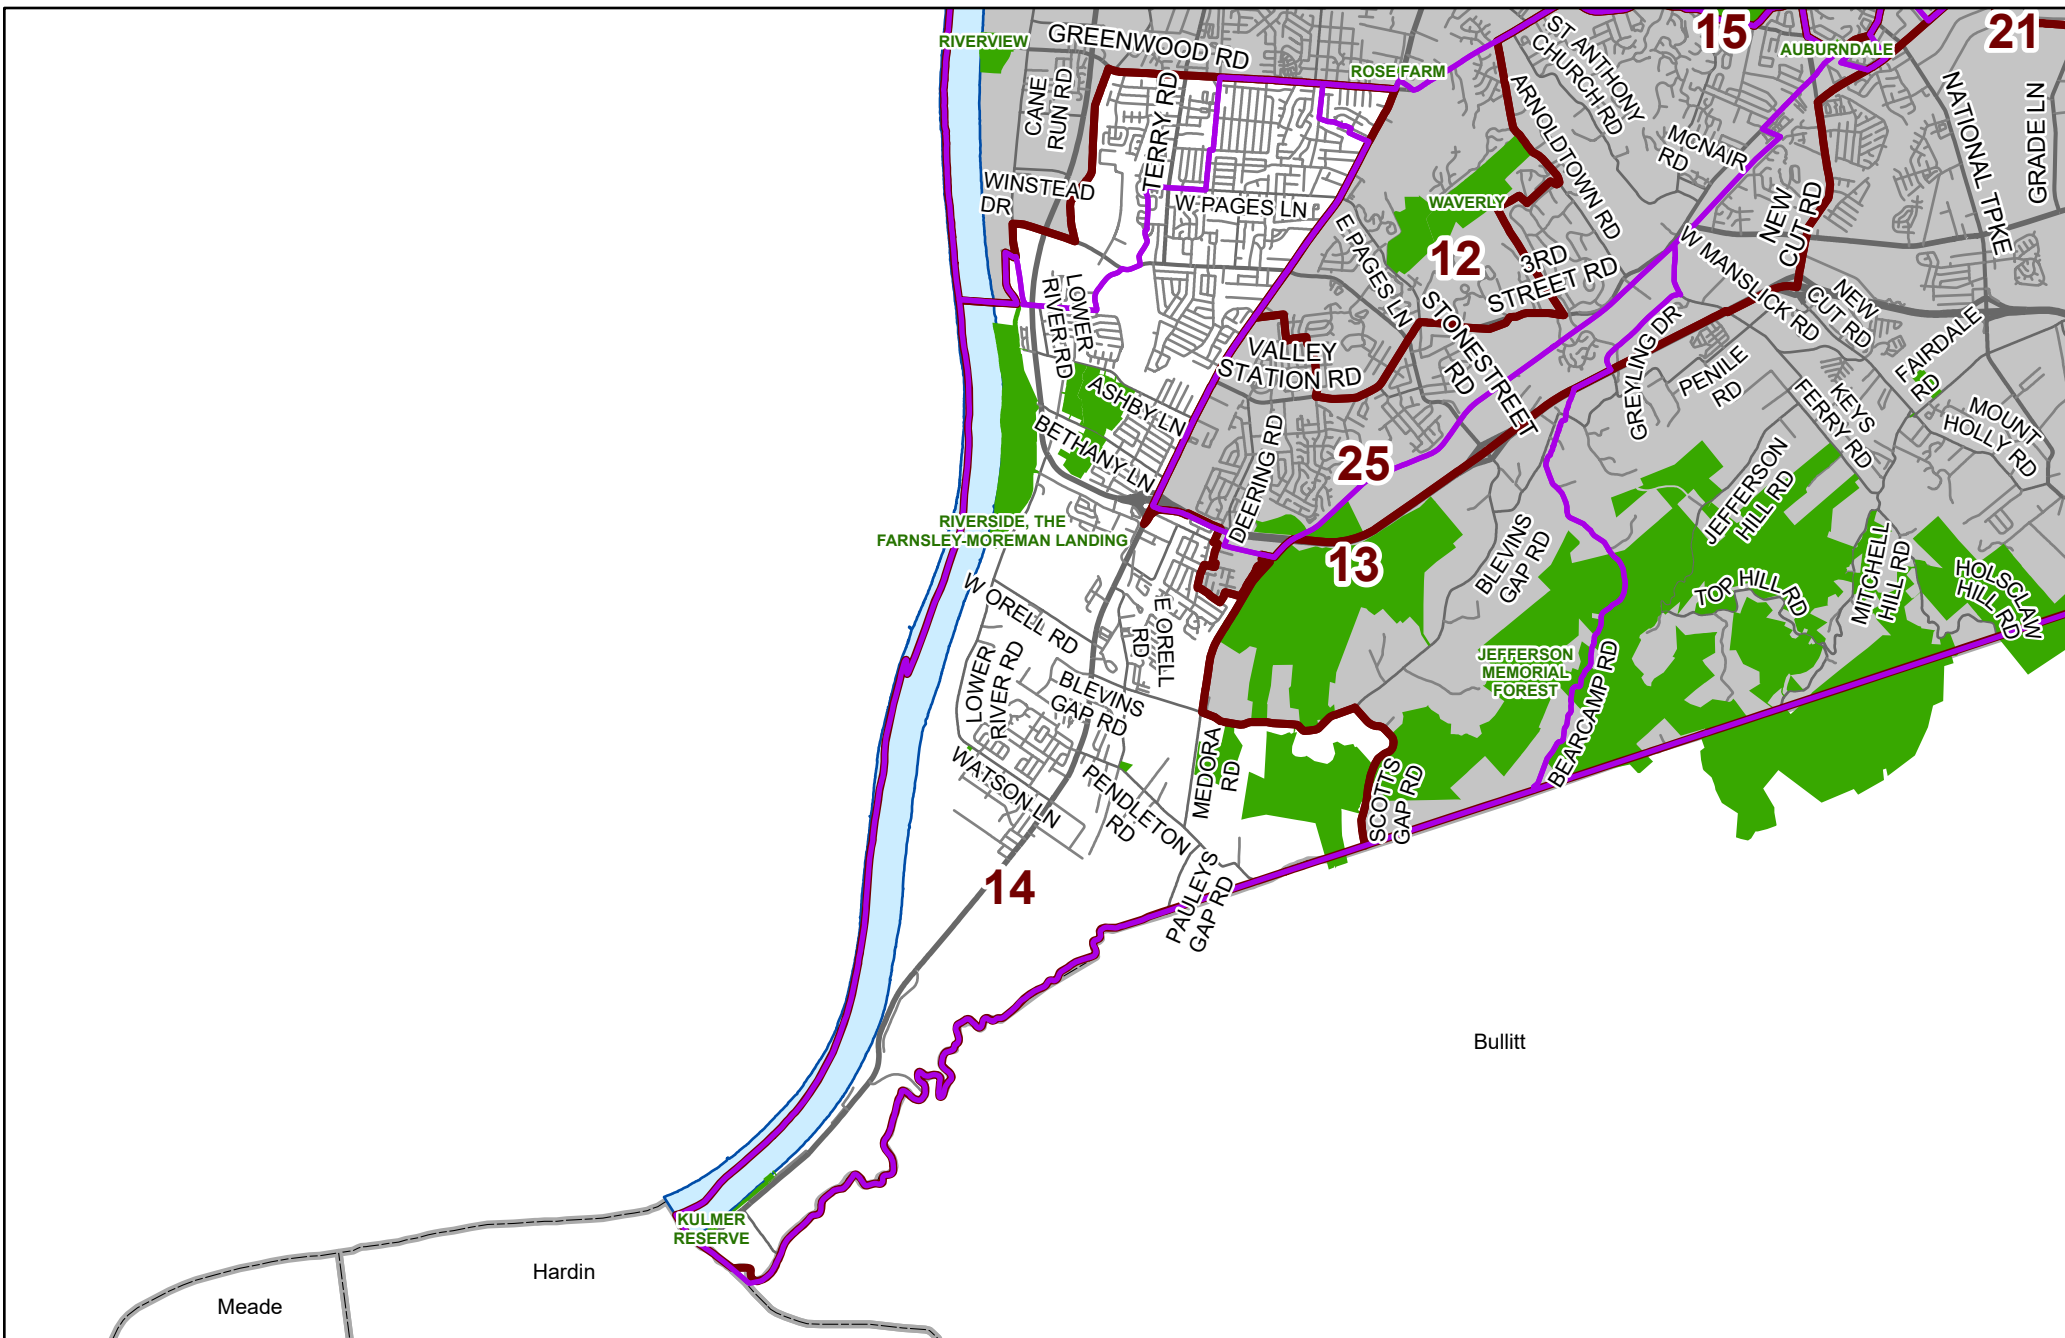 15
21
RIVERVIEW
GREENWOOD RD
ROSE FARM
ST ANTHONY
CHURCH RD
AUBURNDALE
CANE
RUN RD
TERRY RD
ARNOLDTOWN RD
MCNAIR
RD
NATIONAL TPKE
GRADE LN
WINSTEAD
DR
W PAGES LN
WAVERLY
12
E PAGES LN
3RD
STREET RD
NEW
CUT RD
W MANSLICK RD
NEW
CUT RD
LOWER
RIVER RD
STONESTREET
RD
VALLEY
STATION RD
GREYLING DR
PENILE
RD
FAIRDALE
RD
KEYS
FERRY RD
MOUNT
HOLLY RD
ASHBY LN
BETHANY LN
DEERING RD
25
JEFFERSON
HILL RD
RIVERSIDE, THE
FARNSLEY-MOREMAN LANDING
13
BLEVINS
GAP RD
MITCHELL
HILL RD
HOLSCLAW
HILL RD
TOP HILL RD
W ORELL RD
E ORELL
RD
LOWER
RIVER RD
BLEVINS
GAP RD
JEFFERSON
MEMORIAL
FOREST
BEARCAMP RD
WATSON LN
PENDLETON
RD
MEDORA
RD
SCOTTS
GAP RD
14
PAULEYS
GAP RD
Bullitt
KULMER
RESERVE
Hardin
Meade